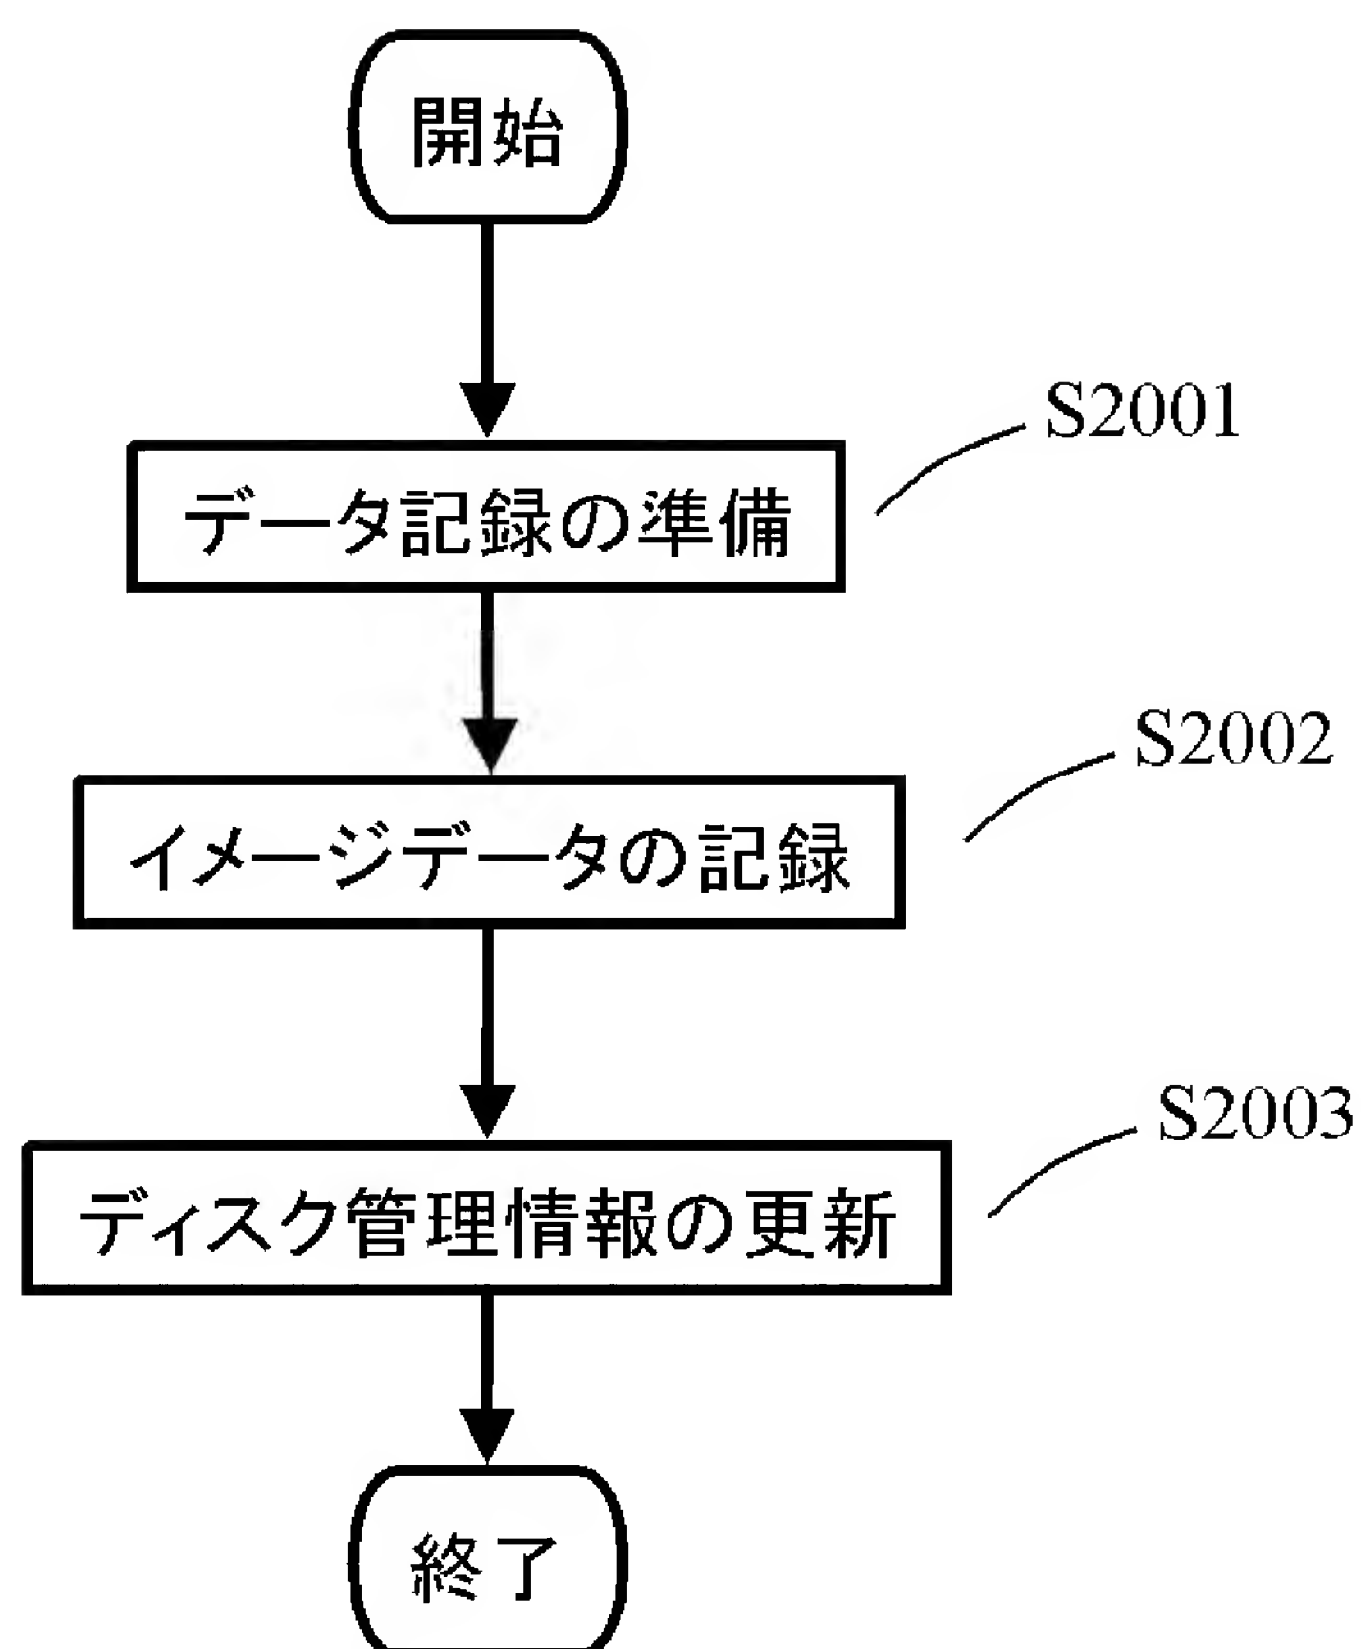 開始
S2001
データ記録の準備
S2002
イメージデータの記録
S2003
ディスク管理情報の更新
終了